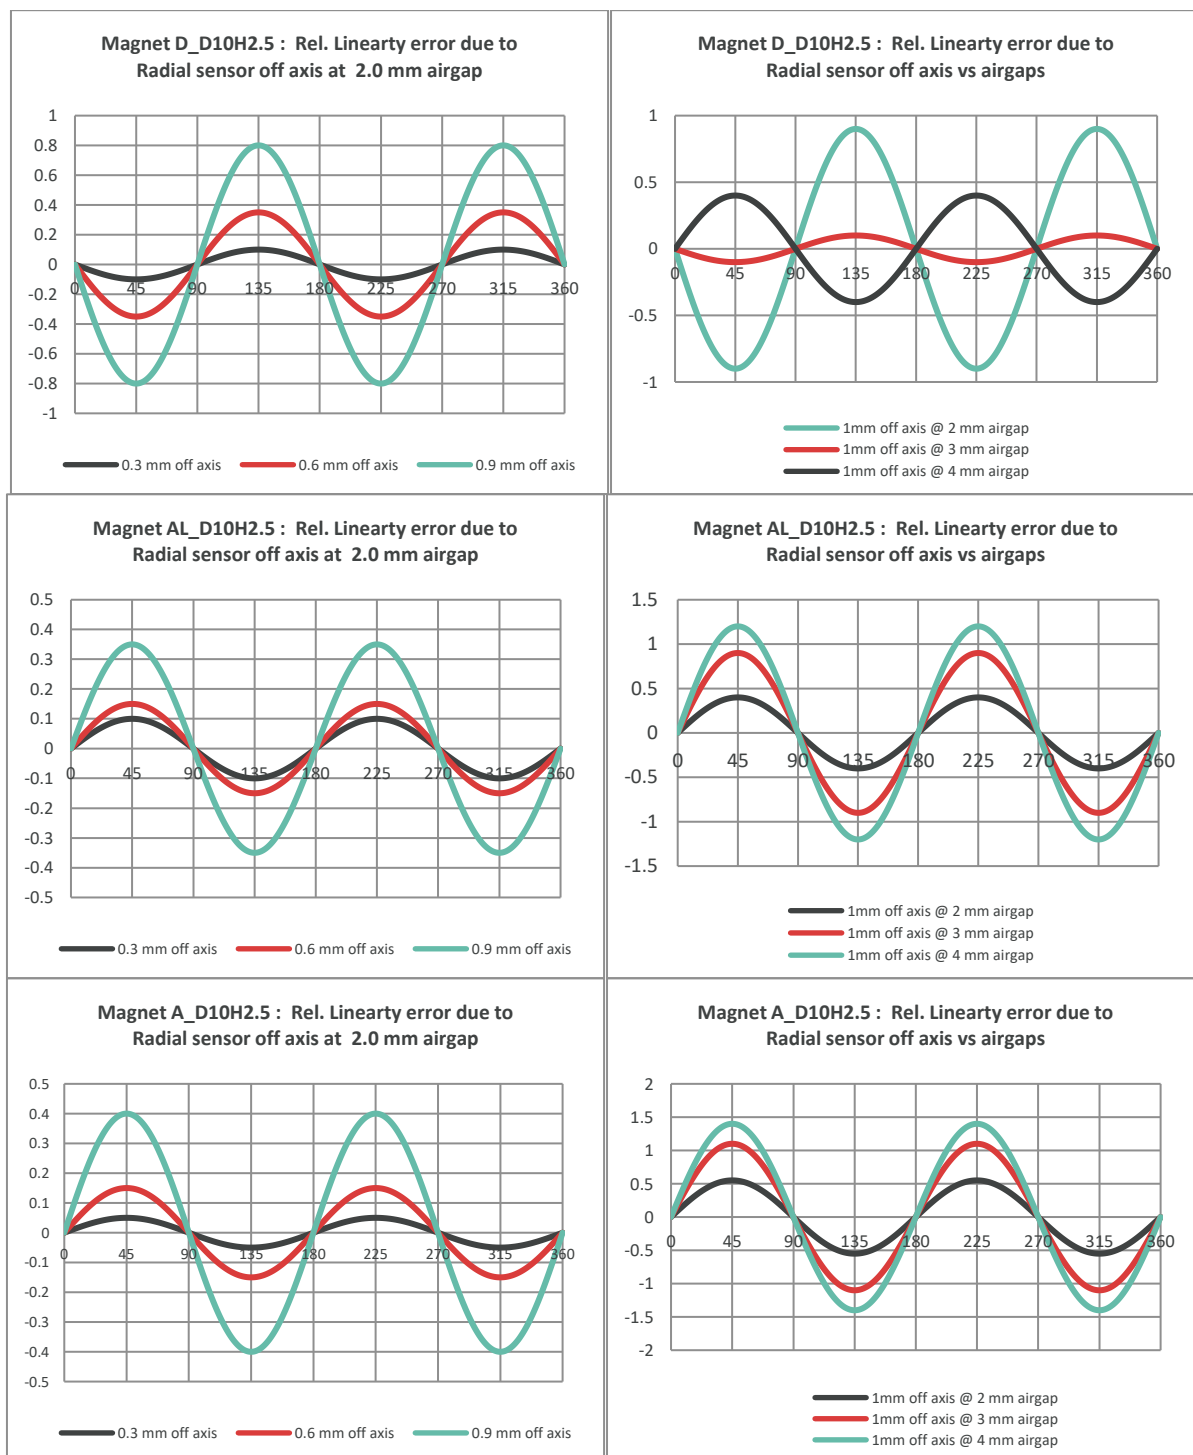 Magnet D_D10H2.5 : Rel. Linearty error due to
Radial sensor off axis at 2.0 mm airgap
1
0.8
0.6
0.4
0.2
0
-0.2
-0.4
-0.6
-0.8
-1
0 45 90 135 180 225 270 315 360
0.3 mm off axis 0.6 mm off axis 0.9 mm off axis
Magnet D_D10H2.5 : Rel. Linearty error due to
Radial sensor off axis vs airgaps
1
0.5
0
-0.5
-1
0 45 90 135 180 225 270 315 360
1mm off axis @ 2 mm airgap
1mm off axis @ 3 mm airgap
1mm off axis @ 4 mm airgap
Magnet AL_D10H2.5 : Rel. Linearty error due to
Radial sensor off axis at 2.0 mm airgap
0.5
0.4
0.3
0.2
0.1
0
-0.1
-0.2
-0.3
-0.4
-0.5
0 45 90 135 180 225 270 315 360
0.3 mm off axis 0.6 mm off axis 0.9 mm off axis
Magnet AL_D10H2.5 : Rel. Linearty error due to
Radial sensor off axis vs airgaps
1.5
1
0.5
0
-0.5
-1
-1.5
0 45 90 135 180 225 270 315 360
1mm off axis @ 2 mm airgap
1mm off axis @ 3 mm airgap
1mm off axis @ 4 mm airgap
Magnet A_D10H2.5 : Rel. Linearty error due to
Radial sensor off axis at 2.0 mm airgap
0.5
0.4
0.3
0.2
0.1
0
-0.1
-0.2
-0.3
-0.4
-0.5
0 45 90 135 180 225 270 315 360
0.3 mm off axis 0.6 mm off axis 0.9 mm off axis
Magnet A_D10H2.5 : Rel. Linearty error due to
Radial sensor off axis vs airgaps
2
1.5
1
0.5
0
-0.5
-1
-1.5
-2
0 45 90 135 180 225 270 315 360
1mm off axis @ 2 mm airgap
1mm off axis @ 3 mm airgap
1mm off axis @ 4 mm airgap